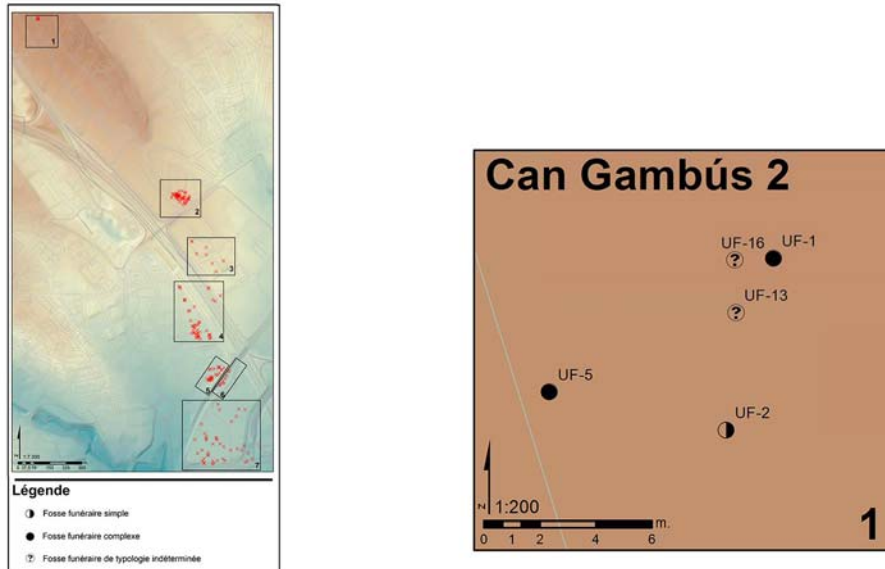 1
2
3
4
5
6
7
Légende
Fosse funéraire simple
Fosse funéraire complexe
? Fosse funéraire de typologie indéterminée
Can Gambús 2
UF-16 UF-1
?
UF-13
?
UF-5
UF-2
N
1:200
0 1 2 4 6 m.
1